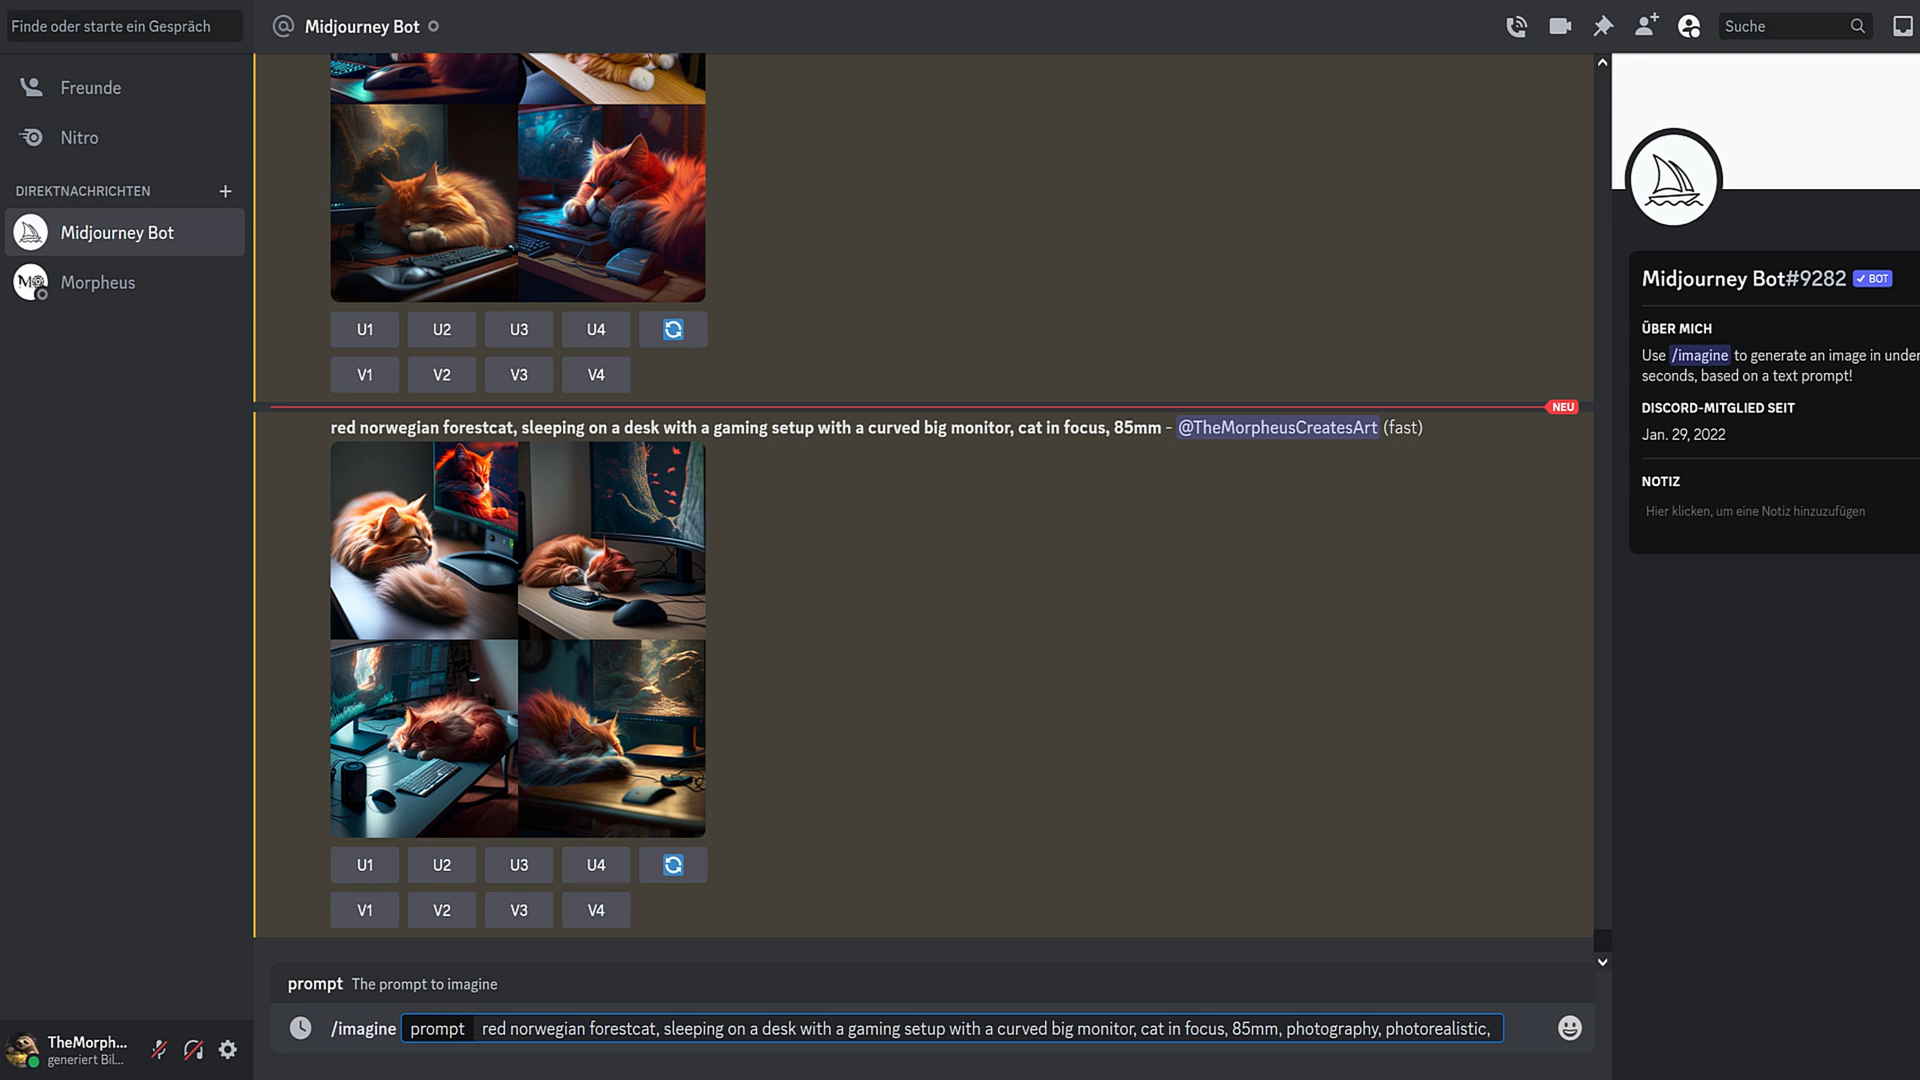 Finde oder starte ein Gespräch
Freunde
Nitro
DIREKTNACHRICHTEN
Midjourney Bot
Morpheus
TheMorph...
generiert Bil...
Midjourney Bot
U1 U2 U3 U4
V1 V2 V3 V4
NEU
red norwegian forestcat, sleeping on a desk with a gaming setup with a curved big monitor, cat in focus, 85mm - @TheMorpheusCreatesArt (fast)
U1 U2 U3 U4
V1 V2 V3 V4
prompt The prompt to imagine
/imagine prompt red norwegian forestcat, sleeping on a desk with a gaming setup with a curved big monitor, cat in focus, 85mm, photography, photorealistic,
Suche
Midjourney Bot#9282 BOT
ÜBER MICH
Use /imagine to generate an image in under
seconds, based on a text prompt!
DISCORD-MITGLIED SEIT
Jan. 29, 2022
NOTIZ
Hier klicken, um eine Notiz hinzuzufügen